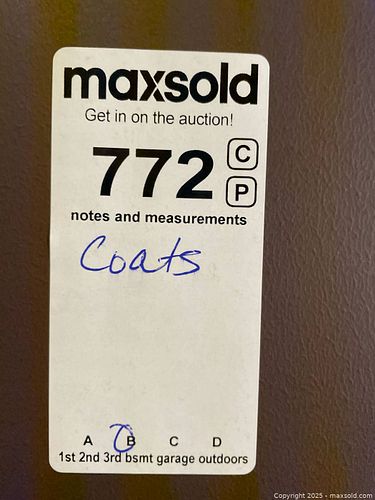 maxsold
Get in on the auction!
772 C
P
notes and measurements
Coats
A B C D
1st 2nd 3rd bsmt garage outdoors
Copyright © 2025 - maxsold.com